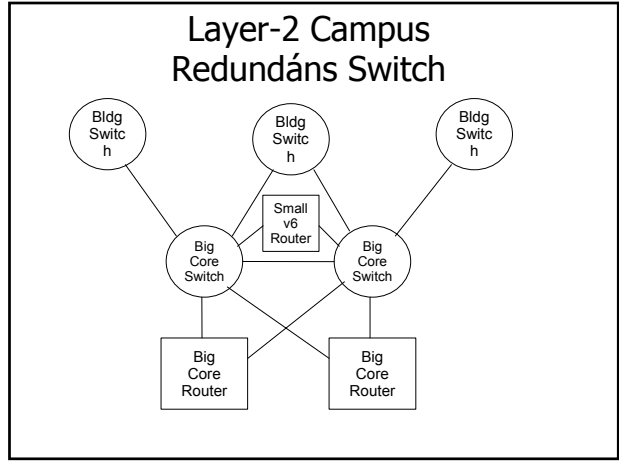 Layer-2 Campus
Redundáns Switch
Bldg
Switc
h
Bldg
Switc
h
Bldg
Switc
h
Small
v6
Router
Big
Core
Switch
Big
Core
Switch
Big
Core
Router
Big
Core
Router